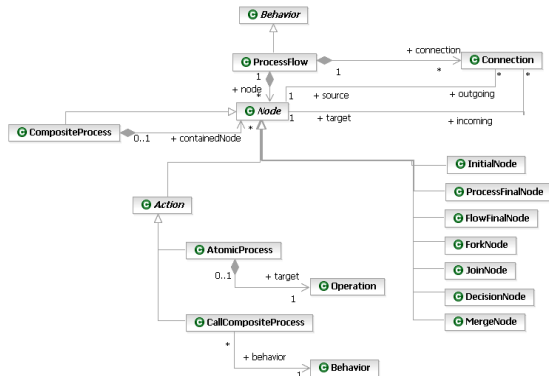 Behavior
ProcessFlow
+ connection
Connection
1
1
*
+ node
*
*
*
1
+ source
+ outgoing
Node
1
+ target
+ incoming
CompositeProcess
0..1
+ containedNode
*
InitialNode
ProcessFinalNode
Action
FlowFinalNode
ForkNode
AtomicProcess
JoinNode
0..1
+ target
1
Operation
DecisionNode
CallCompositeProcess
MergeNode
*
+ behavior
1
Behavior